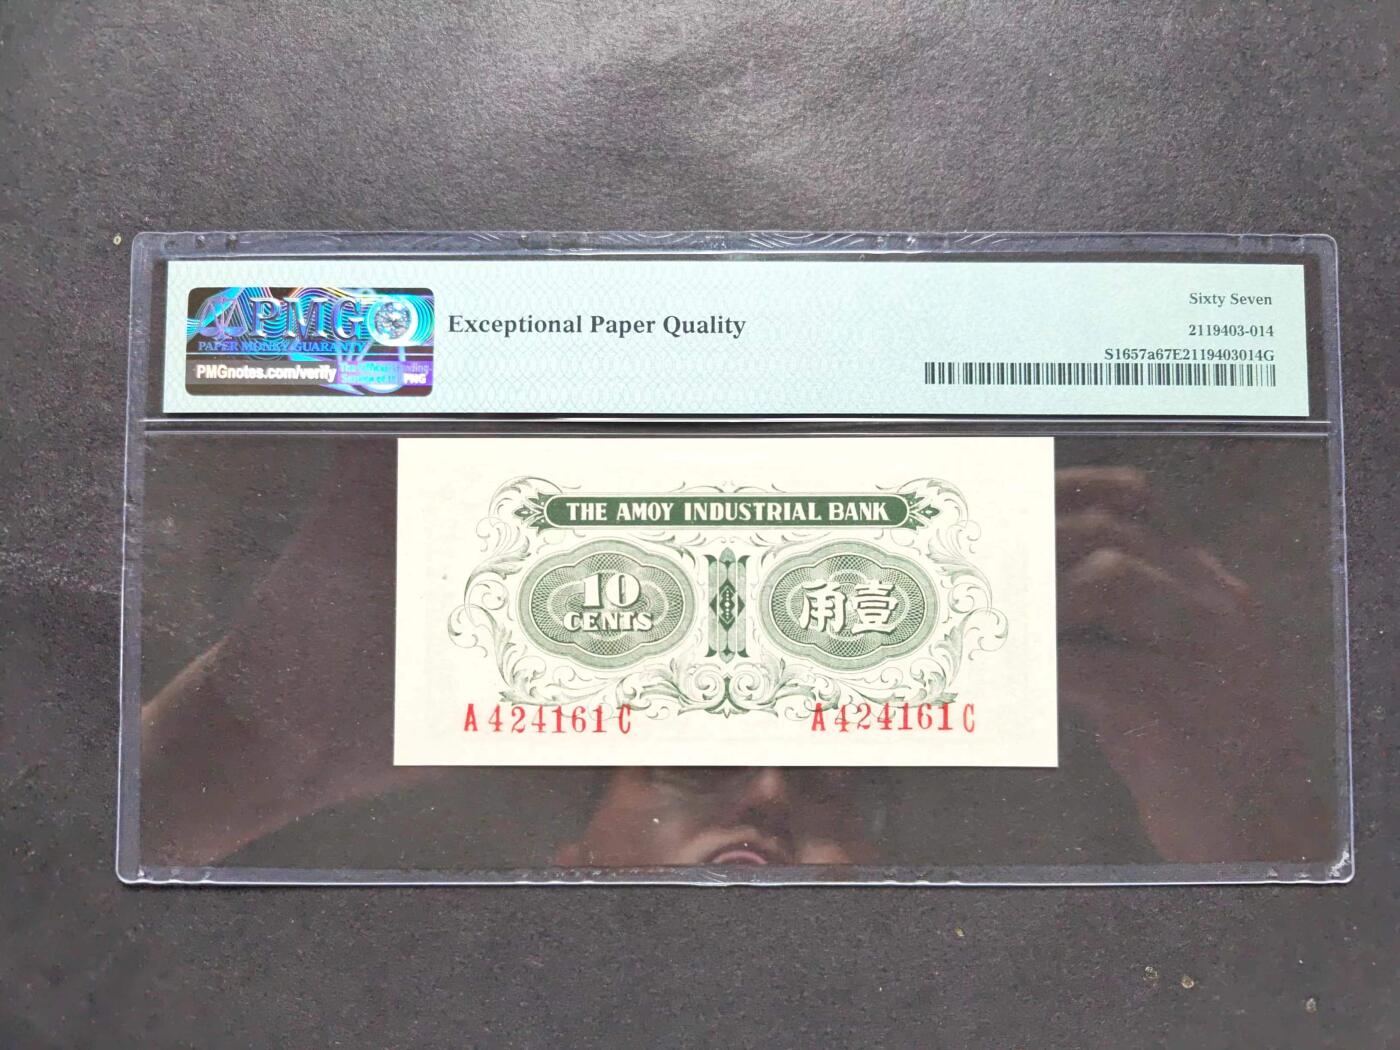 PMG
PAPER MONEY GUARANTY
PMGnotes.com/verify
Exceptional Paper Quality
Sixty Seven
2119403-014
S1657a67E2119403014G
THE AMOY INDUSTRIAL BANK
10
CENTS
角壹
A424161C
A424161C